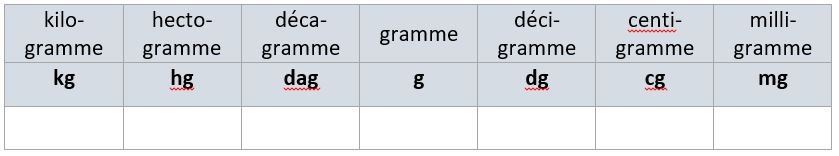 kilo- hecto- déca- gramme déci- centi- milli-
gramme gramme gramme gramme gramme gramme
kg hg dag g dg cg mg